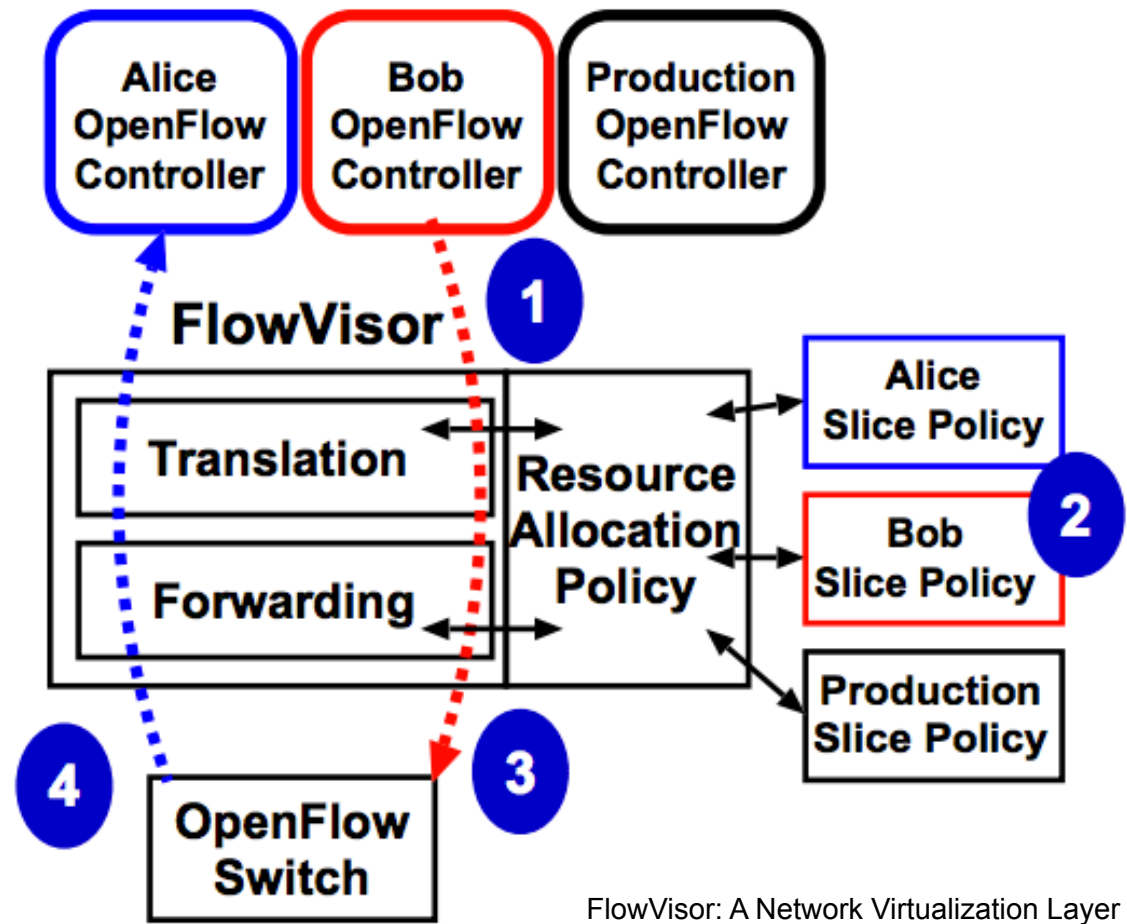 Alice
OpenFlow
Controller
Bob
OpenFlow
Controller
Production
OpenFlow
Controller
1
FlowVisor
Translation
Forwarding
Resource
Allocation
Policy
Alice
Slice Policy
2
Bob
Slice Policy
Production
Slice Policy
4
3
OpenFlow
Switch
FlowVisor: A Network Virtualization Layer